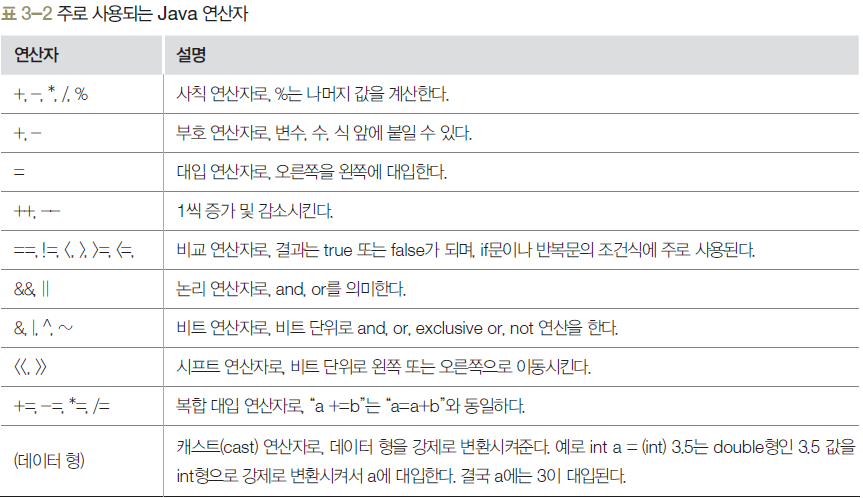 표 3-2 주로 사용되는 Java 연산자
연산자 설명
+, -, *, /, % 사칙 연산자로, %는 나머지 값을 계산한다.
+, - 부호 연산자로, 변수, 수, 식 앞에 붙일 수 있다.
= 대입 연산자로, 오른쪽을 왼쪽에 대입한다.
++, -- 1씩 증가 및 감소시킨다.
==, !=, <, >, >=, <=, 비교 연산자로, 결과는 true 또는 false가 되며, if문이나 반복문의 조건식에 주로 사용된다.
&&, || 논리 연산자로, and, or를 의미한다.
&, |, ^, ~ 비트 연산자로, 비트 단위로 and, or, exclusive or, not 연산을 한다.
<<, >> 시프트 연산자로, 비트 단위로 왼쪽 또는 오른쪽으로 이동시킨다.
+=, -=, *=, /= 복합 대입 연산자로, “a +=b”는 “a=a+b”와 동일하다.
(데이터 형) 캐스트(cast) 연산자로, 데이터 형을 강제로 변환시켜준다. 예로 int a = (int) 3.5는 double형인 3.5 값을
int형으로 강제로 변환시켜서 a에 대입한다. 결국 a에는 3이 대입된다.